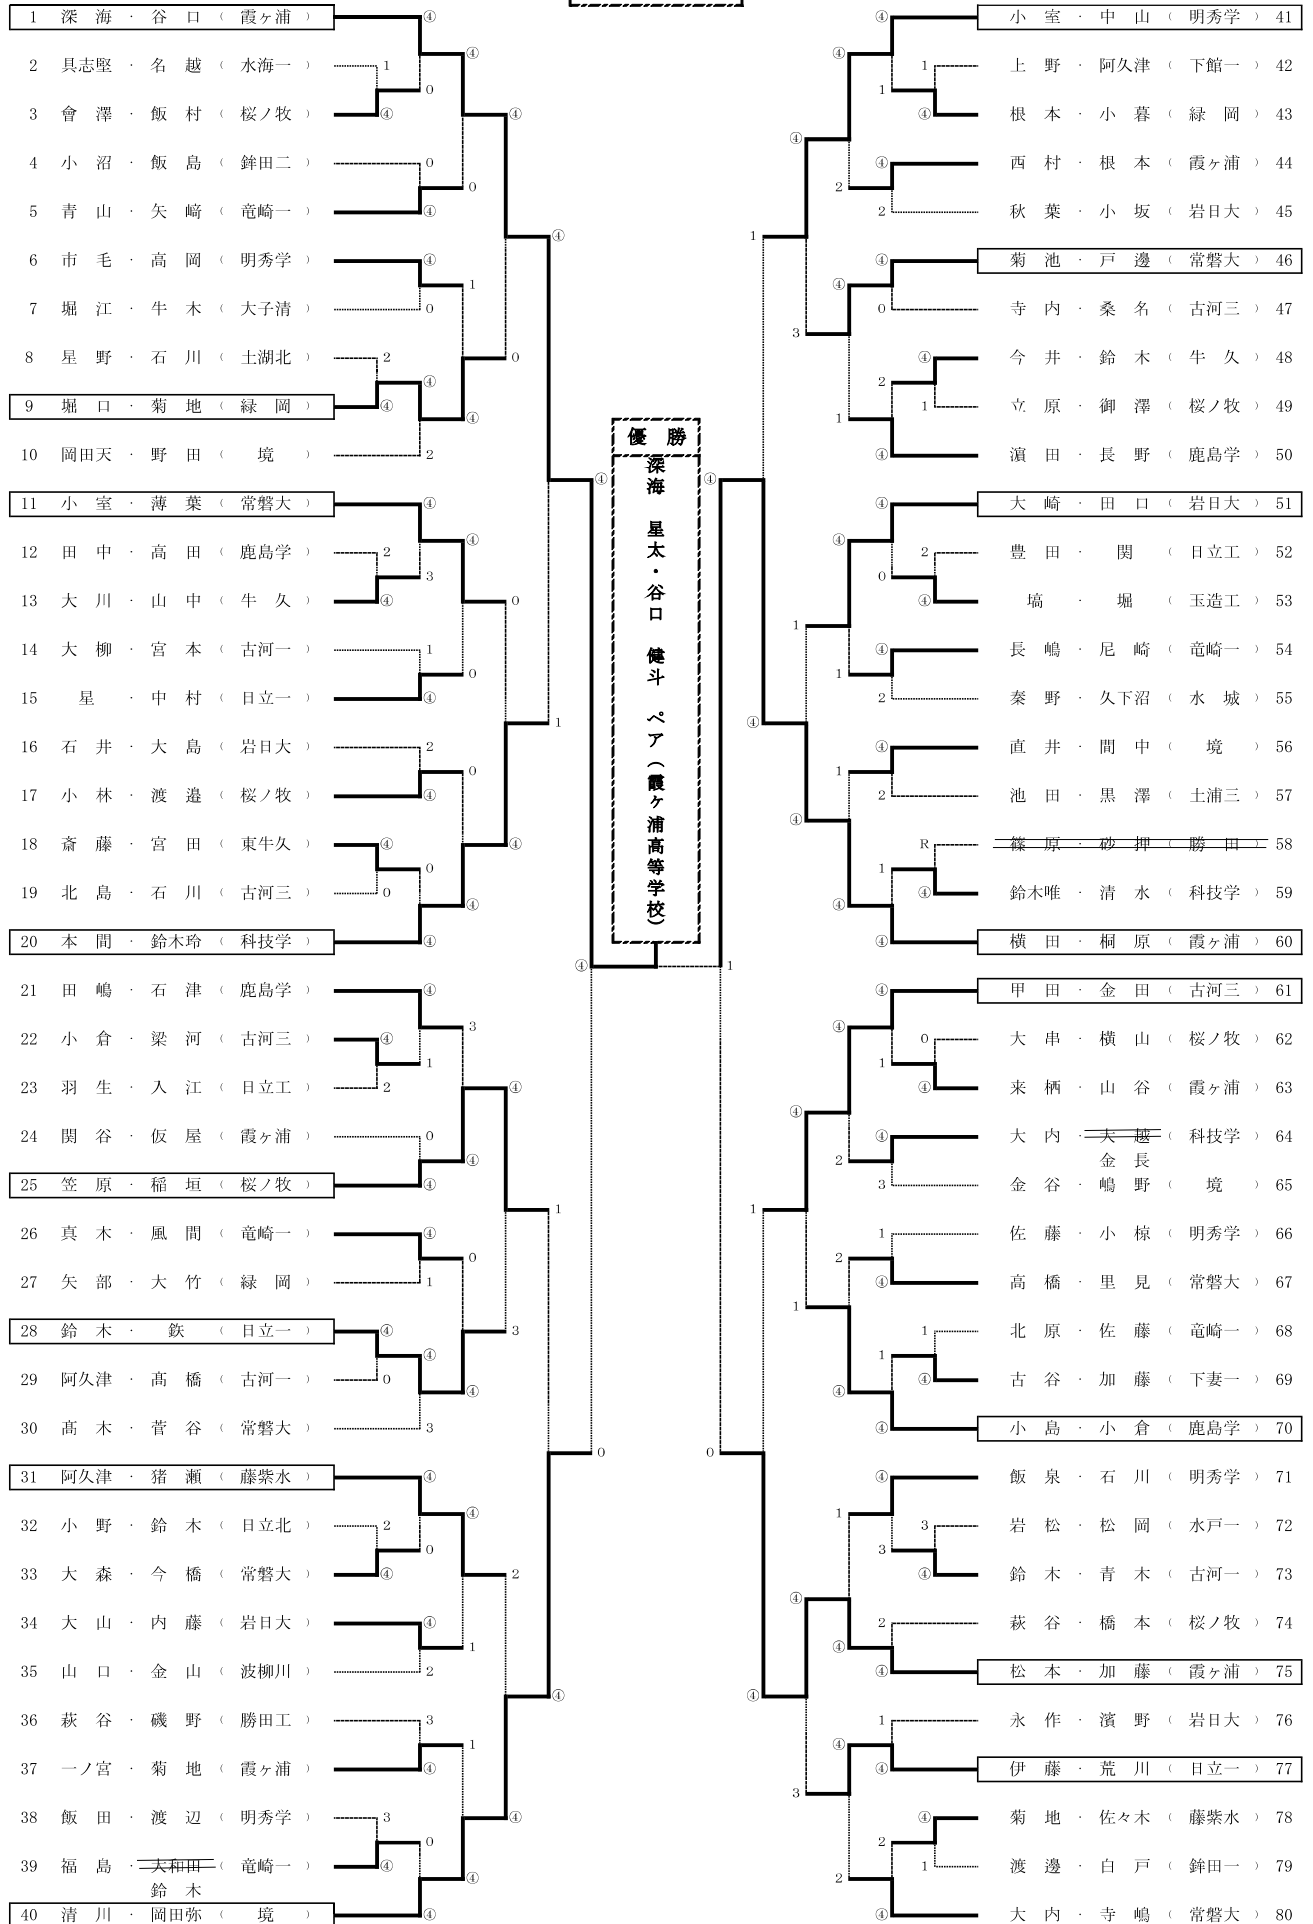 1 深海・谷口（霞ヶ浦）
2 具志堅・名越（水海一）
3 會澤・飯村（桜ノ牧）
4 小沼・飯島（鉾田二）
5 青山・矢﨑（竜崎一）
6 市毛・高岡（明秀学）
7 堀江・牛木（大子清）
8 星野・石川（土湖北）
9 堀口・菊地（緑岡）
10 岡田天・野田（境）
11 小室・薄葉（常磐大）
12 田中・高田（鹿島学）
13 大川・山中（牛久）
14 大柳・宮本（古河一）
15 星・中村（日立一）
16 石井・大島（岩日大）
17 小林・渡邉（桜ノ牧）
18 斎藤・宮田（東牛久）
19 北島・石川（古河三）
20 本間・鈴木玲（科技学）
21 田嶋・石津（鹿島学）
22 小倉・梁河（古河三）
23 羽生・入江（日立工）
24 関谷・仮屋（霞ヶ浦）
25 笠原・稲垣（桜ノ牧）
26 真木・風間（竜崎一）
27 矢部・大竹（緑岡）
28 鈴木・鉃（日立一）
29 阿久津・髙橋（古河一）
30 髙木・菅谷（常磐大）
31 阿久津・猪瀬（藤紫水）
32 小野・鈴木（日立北）
33 大森・今橋（常磐大）
34 大山・内藤（岩日大）
35 山口・金山（波柳川）
36 萩谷・磯野（勝田工）
37 一ノ宮・菊地（霞ヶ浦）
38 飯田・渡辺（明秀学）
39 福島・大和田（竜崎一）
鈴木
40 清川・岡田弥（境）
優勝
深海 星太・谷口 健斗 ペア（霞ヶ浦高等学校）
小室・中山（明秀学）41
上野・阿久津（下館一）42
根本・小暮（緑岡）43
西村・根本（霞ヶ浦）44
秋葉・小坂（岩日大）45
菊池・戸邊（常磐大）46
寺内・桑名（古河三）47
今井・鈴木（牛久）48
立原・御澤（桜ノ牧）49
濵田・長野（鹿島学）50
大崎・田口（岩日大）51
豊田・関（日立工）52
塙・堀（玉造工）53
長嶋・尾崎（竜崎一）54
秦野・久下沼（水城）55
直井・間中（境）56
池田・黒澤（土浦三）57
篠原・砂押（勝田）58
鈴木唯・清水（科技学）59
横田・桐原（霞ヶ浦）60
甲田・金田（古河三）61
大串・横山（桜ノ牧）62
来栖・山谷（霞ヶ浦）63
大内・大越（科技学）64
金長
金谷・嶋野（境）65
佐藤・小椋（明秀学）66
高橋・里見（常磐大）67
北原・佐藤（竜崎一）68
古谷・加藤（下妻一）69
小島・小倉（鹿島学）70
飯泉・石川（明秀学）71
岩松・松岡（水戸一）72
鈴木・青木（古河一）73
萩谷・橋本（桜ノ牧）74
松本・加藤（霞ヶ浦）75
永作・濱野（岩日大）76
伊藤・荒川（日立一）77
菊地・佐々木（藤紫水）78
渡邊・白戸（鉾田一）79
大内・寺嶋（常磐大）80